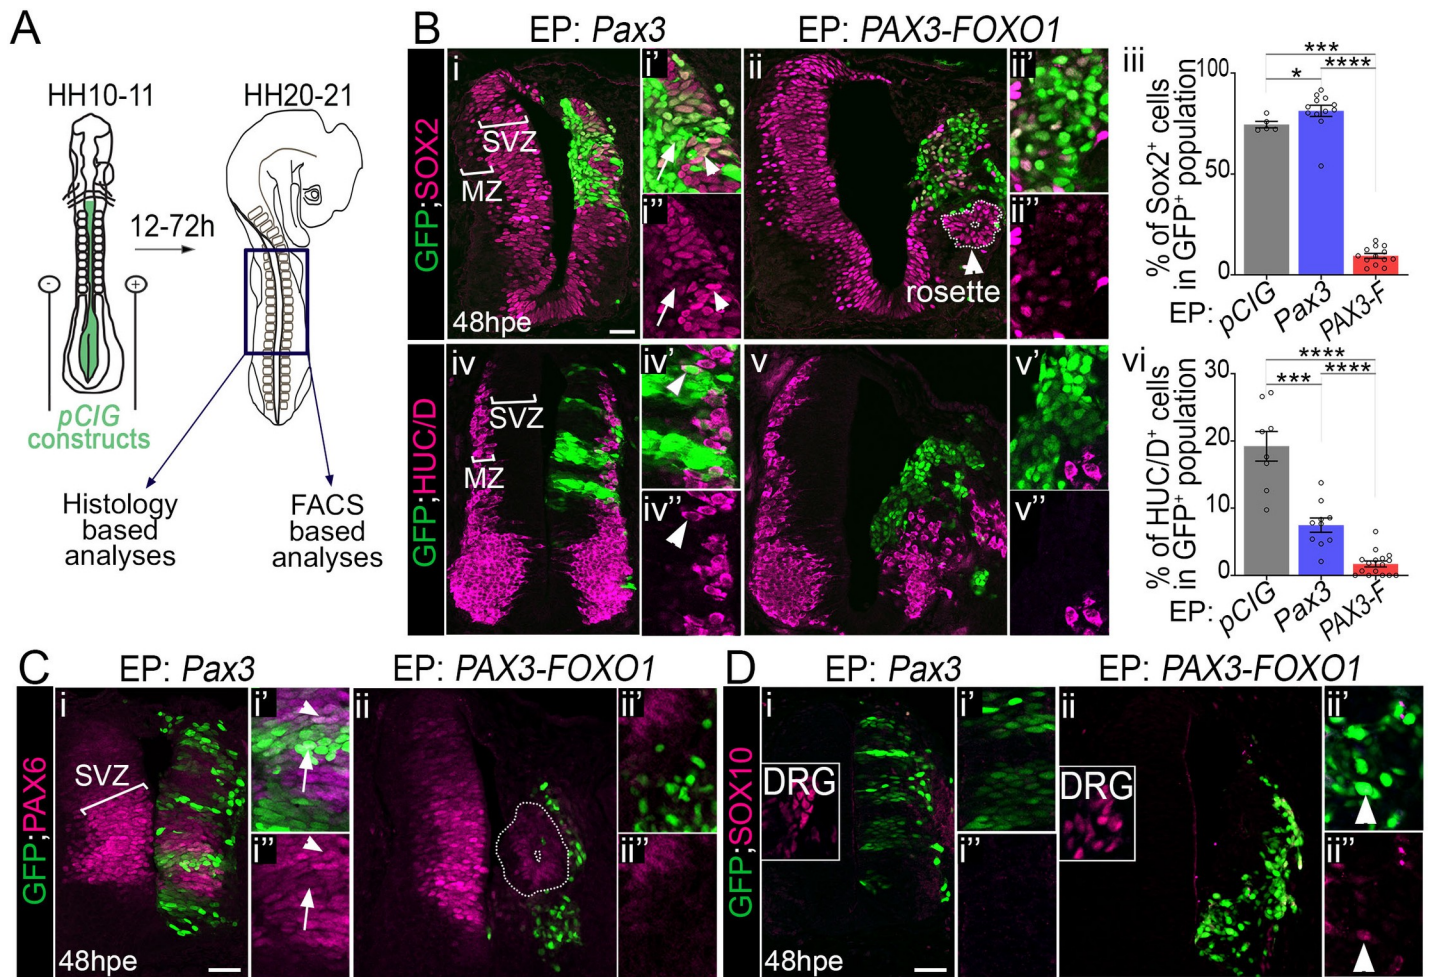 A
HH10-11
HH20-21
12-72h
-
+
pCIG
constructs
Histology
based
analyses
FACS
based
analyses
B
EP: Pax3
EP: PAX3-FOXO1
GFP;SOX2
i
SVZ
MZ
48hpe
i'
i''
ii
rosette
ii'
ii''
iii
***
****
*
% of Sox2+ cells
in GFP+ population
100
50
0
EP: pCIG Pax3 PAX3-F
GFP;HUC/D
iv
SVZ
MZ
iv'
iv''
v
v'
v''
vi
****
****
***
% of HUC/D+ cells
in GFP+ population
30
20
10
0
EP: pCIG Pax3 PAX3-F
C
EP: Pax3
EP: PAX3-FOXO1
GFP;PAX6
i
SVZ
48hpe
i'
i''
ii
ii'
ii''
D
EP: Pax3
EP: PAX3-FOXO1
GFP;SOX10
i
DRG
48hpe
i'
i''
ii
DRG
ii'
ii''